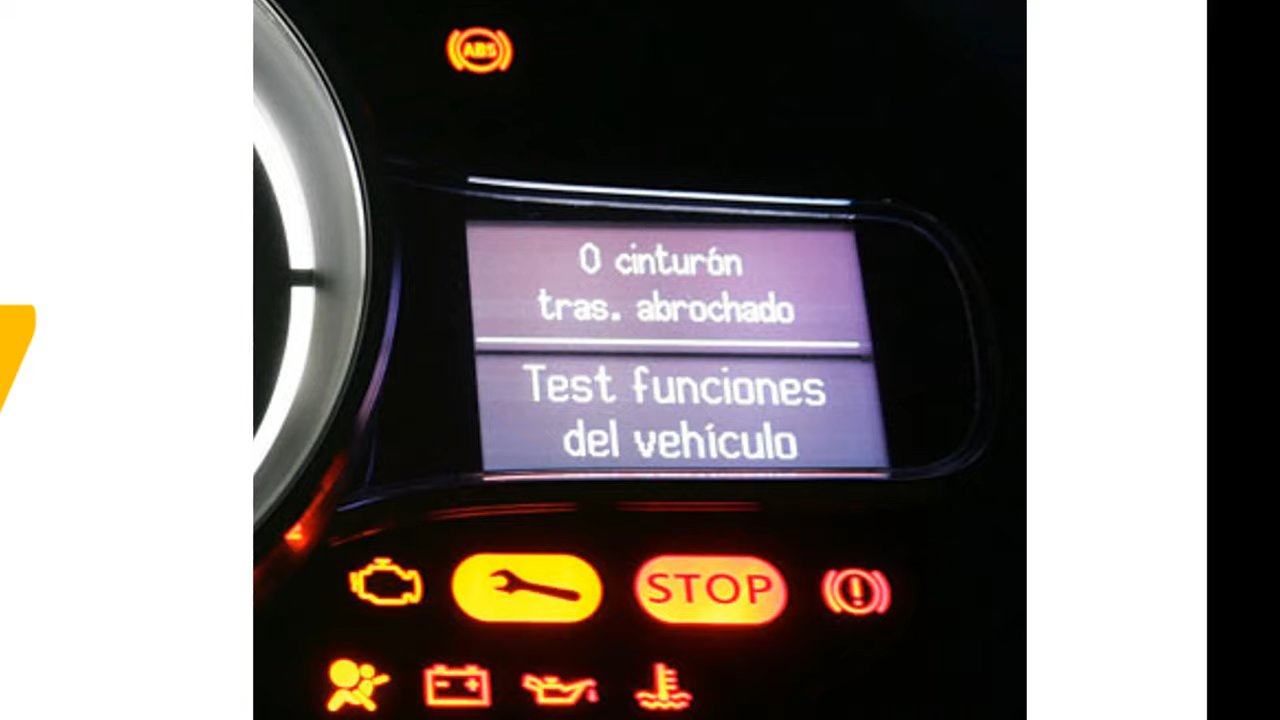 ABS
0 cinturón
tras. abrochado
Test funciones
del vehículo
STOP